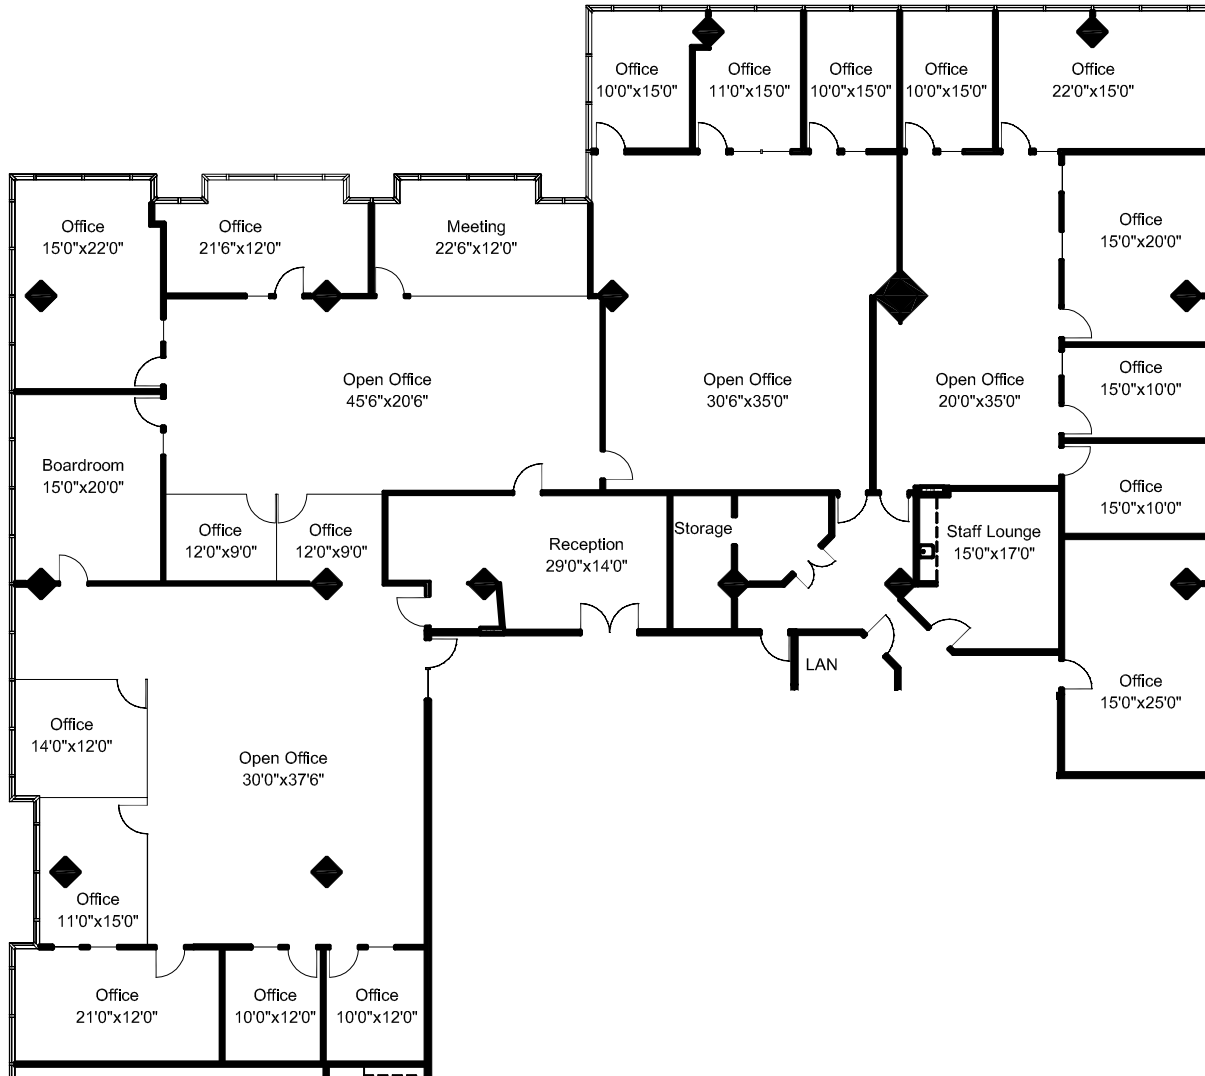 Office
10'0"x15'0"
Office
11'0"x15'0"
Office
10'0"x15'0"
Office
10'0"x15'0"
Office
22'0"x15'0"
Office
15'0"x22'0"
Office
21'6"x12'0"
Meeting
22'6"x12'0"
Office
15'0"x20'0"
Open Office
45'6"x20'6"
Open Office
30'6"x35'0"
Open Office
20'0"x35'0"
Office
15'0"x10'0"
Boardroom
15'0"x20'0"
Office
15'0"x10'0"
Office
12'0"x9'0"
Office
12'0"x9'0"
Reception
29'0"x14'0"
Storage
Staff Lounge
15'0"x17'0"
LAN
Office
15'0"x25'0"
Office
14'0"x12'0"
Open Office
30'0"x37'6"
Office
11'0"x15'0"
Office
21'0"x12'0"
Office
10'0"x12'0"
Office
10'0"x12'0"